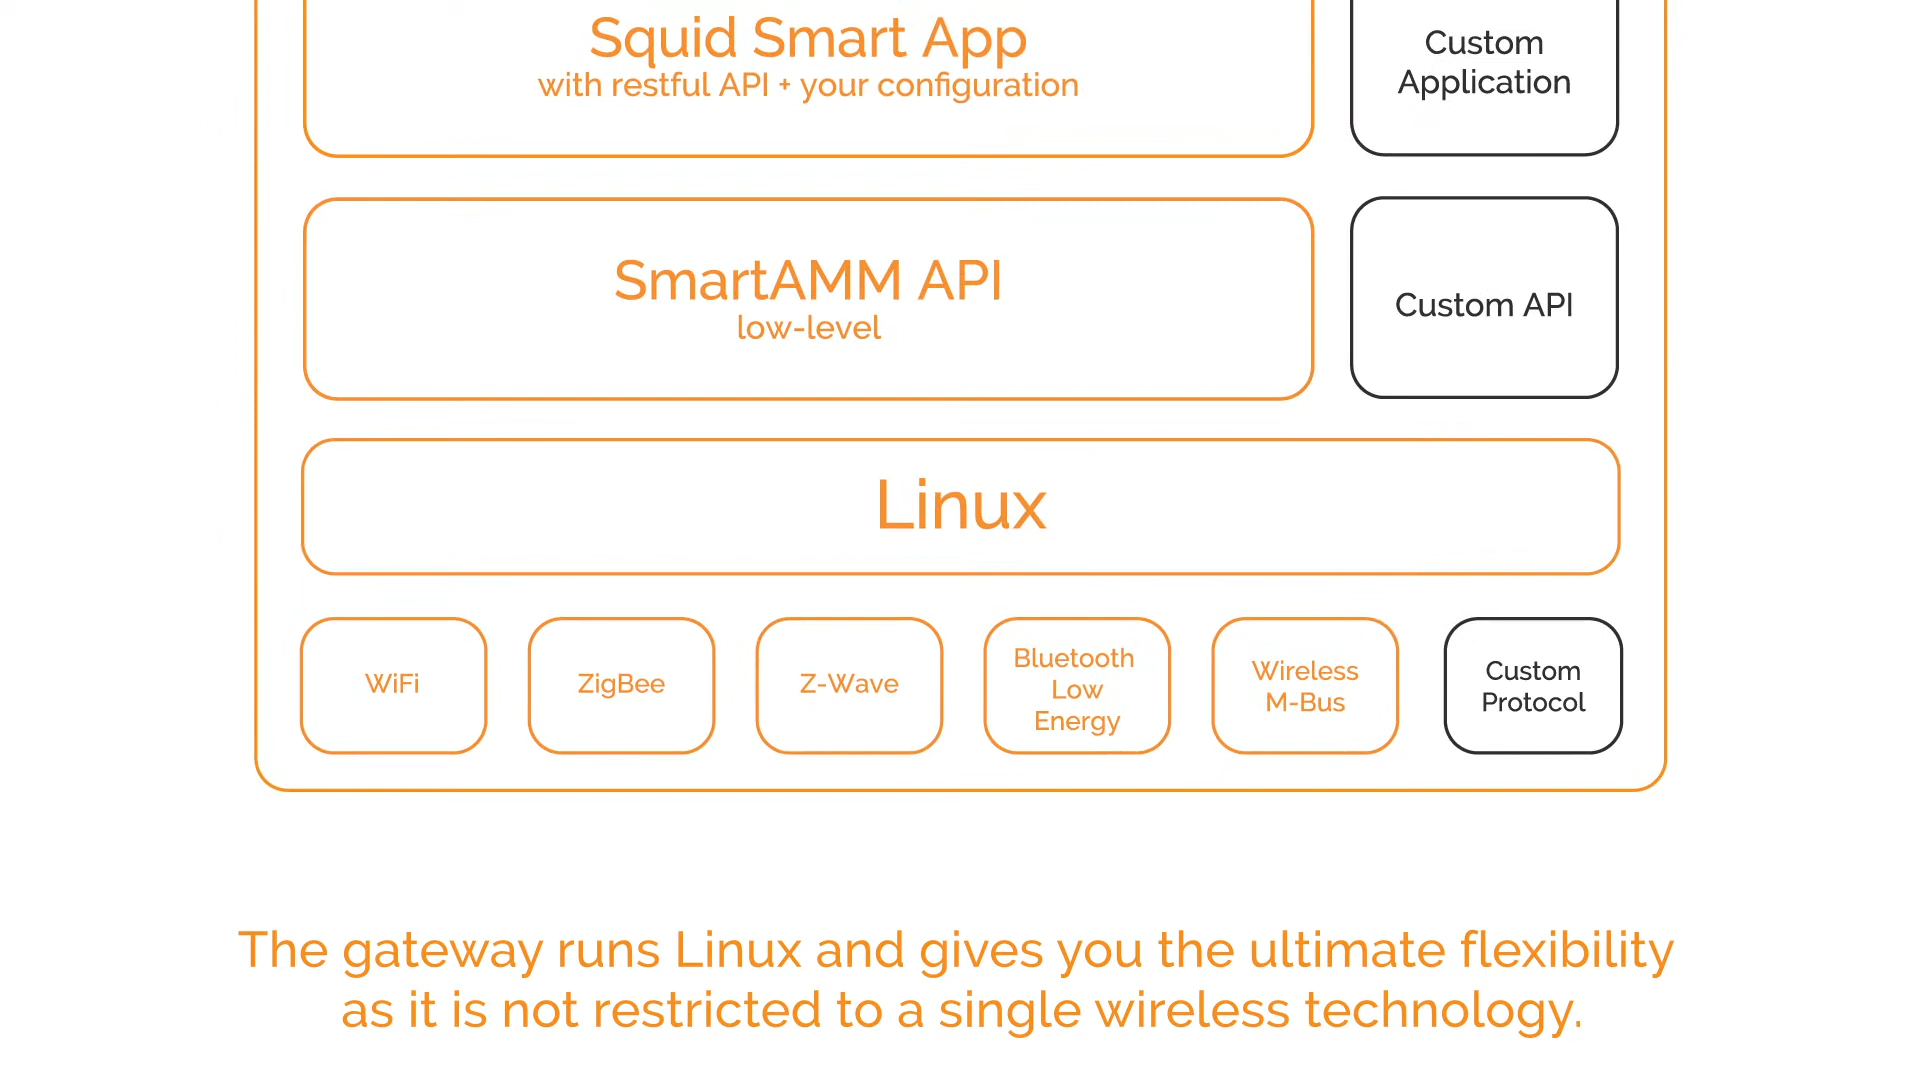 Squid Smart App
with restful API + your configuration
Custom
Application
SmartAMM API
low-level
Custom API
Linux
WiFi
ZigBee
Z-Wave
Bluetooth
Low
Energy
Wireless
M-Bus
Custom
Protocol
The gateway runs Linux and gives you the ultimate flexibility
as it is not restricted to a single wireless technology.